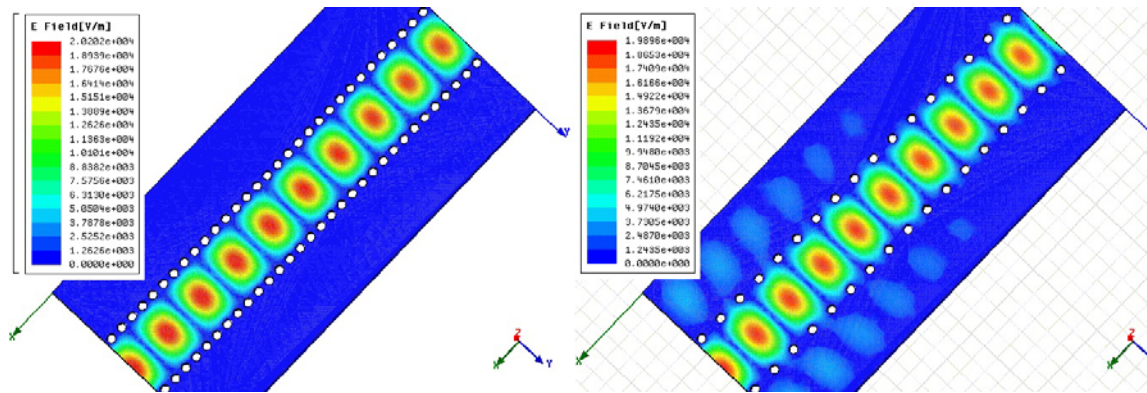 E Field[V/m]
2.0202e+004
1.8939e+004
1.7676e+004
1.6414e+004
1.5151e+004
1.3889e+004
1.2626e+004
1.1363e+004
1.0101e+004
8.8382e+003
7.5756e+003
6.3130e+003
5.0504e+003
3.7878e+003
2.5252e+003
1.2626e+003
0.0000e+000
Y
X
Z
X
Y
E Field[V/m]
1.9896e+004
1.8653e+004
1.7409e+004
1.6166e+004
1.4922e+004
1.3679e+004
1.2435e+004
1.1192e+004
9.9480e+003
8.7045e+003
7.4610e+003
6.2175e+003
4.9740e+003
3.7305e+003
2.4870e+003
1.2435e+003
0.0000e+000
X
Z
X